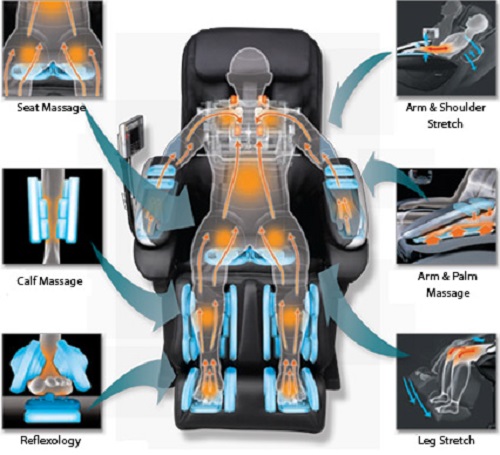 Seat Massage
Arm & Shoulder
Stretch
Calf Massage
Arm & Palm
Massage
Reflexology
Leg Stretch